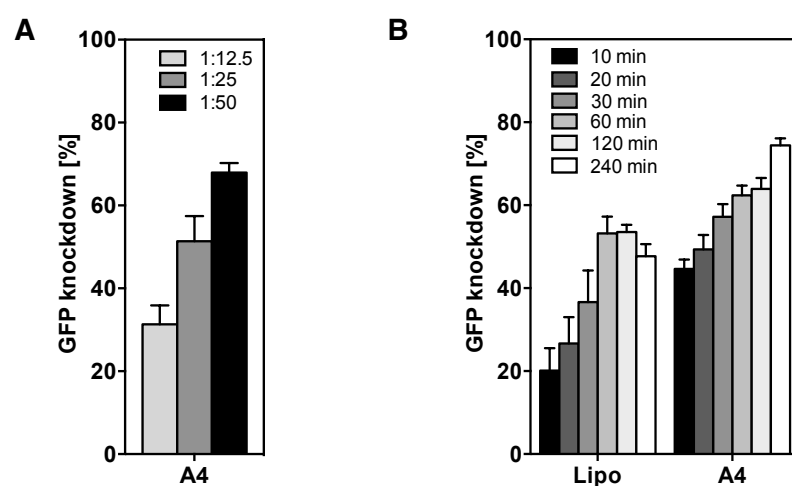 A
GFP knockdown [%]
100
80
60
40
20
0
1:12.5
1:25
1:50
A4
B
GFP knockdown [%]
100
80
60
40
20
0
10 min
20 min
30 min
60 min
120 min
240 min
Lipo
A4